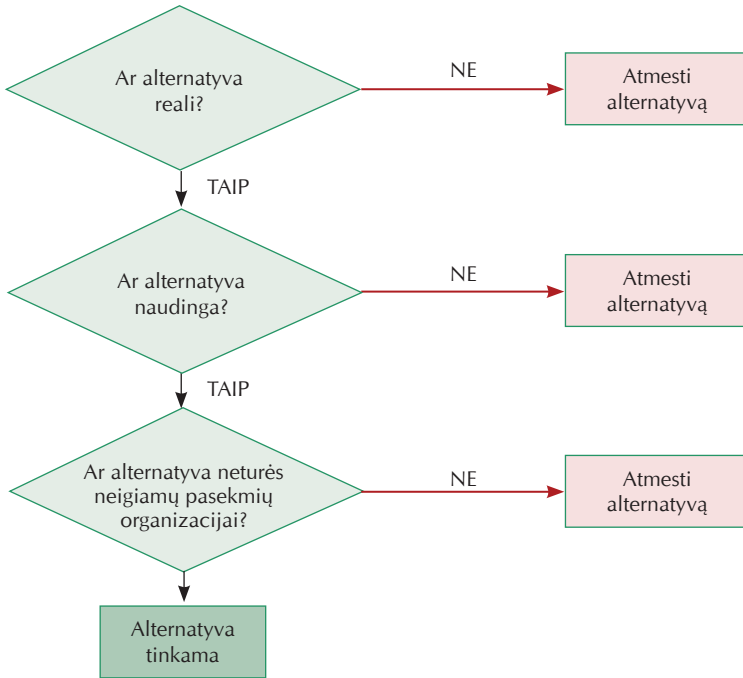 Ar alternatyva
reali?
NE
Atmesti
alternatyvą
TAIP
Ar alternatyva
naudinga?
NE
Atmesti
alternatyvą
TAIP
Ar alternatyva neturės
neigiamų pasekmių
organizacijai?
NE
Atmesti
alternatyvą
Alternatyva
tinkama